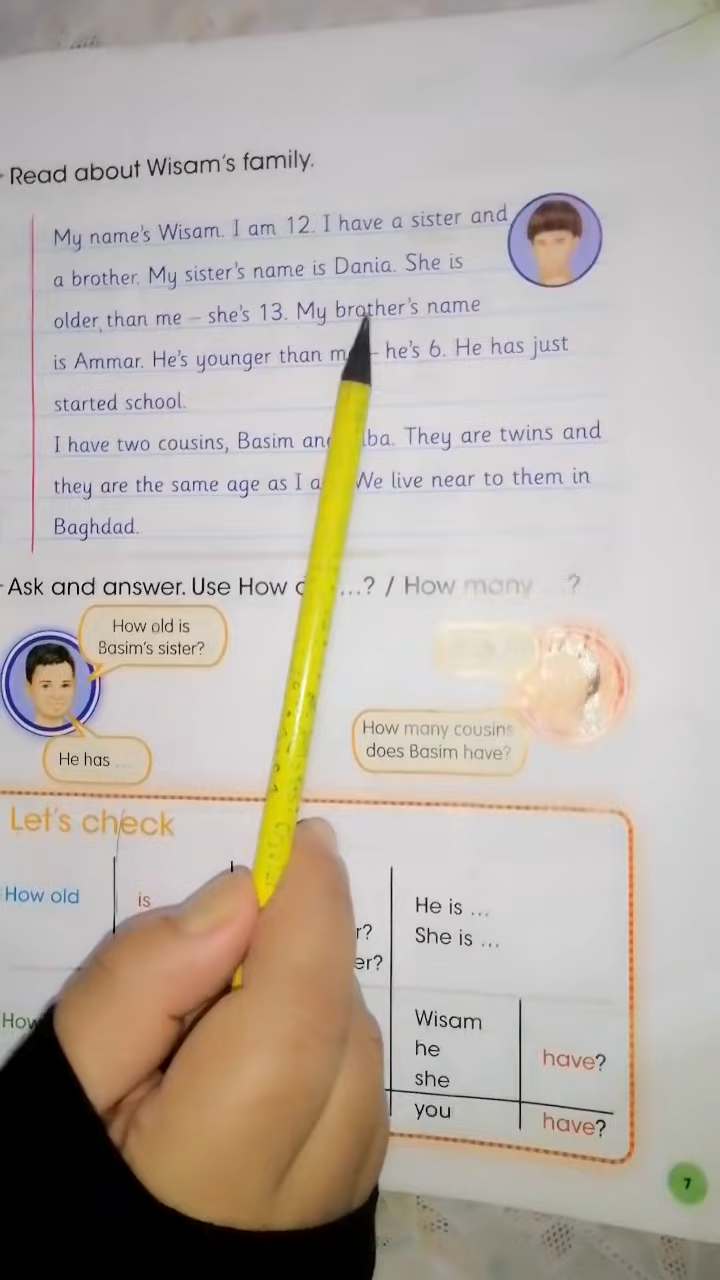 Read about Wisam's family.
My name's Wisam. I am 12. I have a sister and
a brother. My sister's name is Dania. She is
older than me – she's 13. My brother's name
is Ammar. He's younger than he's 6. He has just
started school.
I have two cousins, Basim They are twins and
they are the same age as I We live near to them in
Baghdad.
Ask and answer. Use How ...? / How many ...?
How old is
Basim's sister?
He has ...
How many cousins
does Basim have?
Let's check
How old
is
He is ...
She is ...
How
Wisam
he
she
you
have?
have?
7